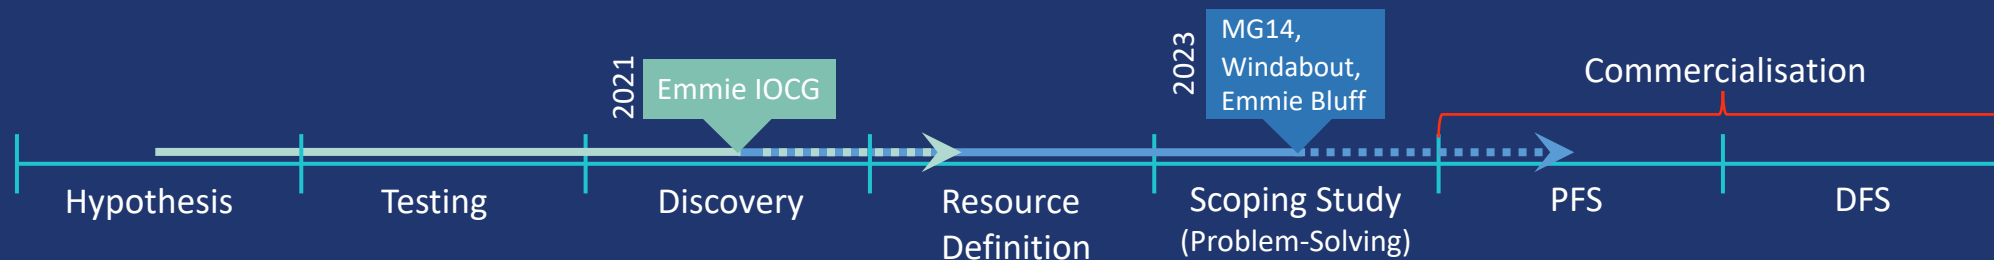 2021
Emmie IOCG
2023
MG14,
Windabout,
Emmie Bluff
Commercialisation
Hypothesis
Testing
Discovery
Resource
Definition
Scoping Study
(Problem-Solving)
PFS
DFS